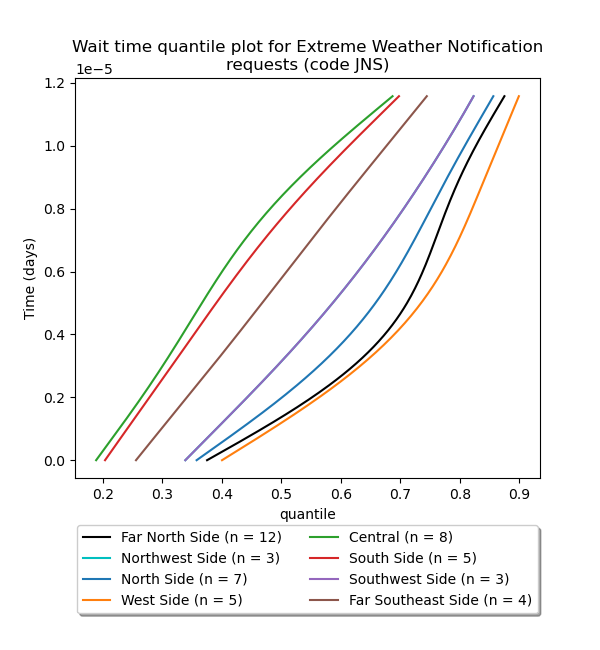 Wait time quantile plot for Extreme Weather Notification
requests (code JNS)
1e−5
1.2
1.0
0.8
0.6
0.4
0.2
0.0
Time (days)
0.2 0.3 0.4 0.5 0.6 0.7 0.8 0.9
quantile
Far North Side (n = 12)
Northwest Side (n = 3)
North Side (n = 7)
West Side (n = 5)
Central (n = 8)
South Side (n = 5)
Southwest Side (n = 3)
Far Southeast Side (n = 4)